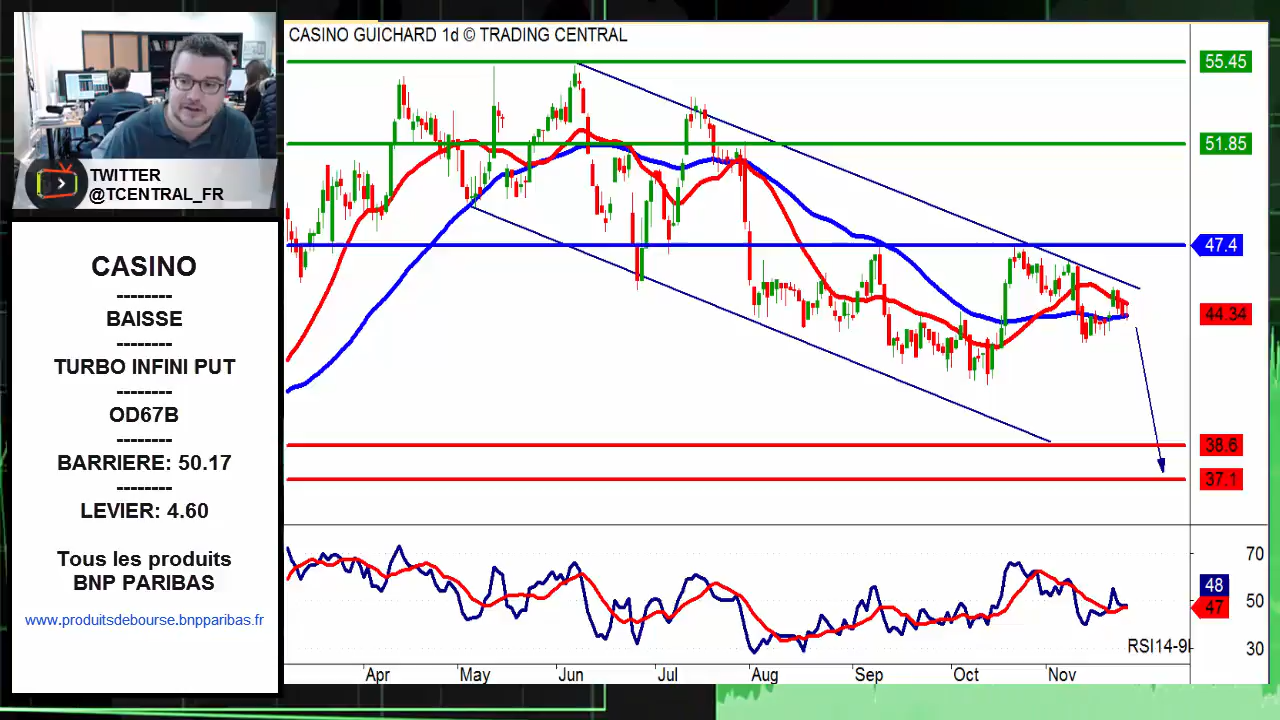 CASINO GUICHARD 1d © TRADING CENTRAL
TWITTER
@TCENTRAL_FR
CASINO
--------
BAISSE
--------
TURBO INFINI PUT
--------
OD67B
--------
BARRIERE: 50.17
--------
LEVIER: 4.60
Tous les produits
BNP PARIBAS
www.produitsdebourse.bnpparibas.fr
55.45
51.85
47.4
44.34
38.6
37.1
70
48
50
47
30
RSI14-9
Apr May Jun Jul Aug Sep Oct Nov